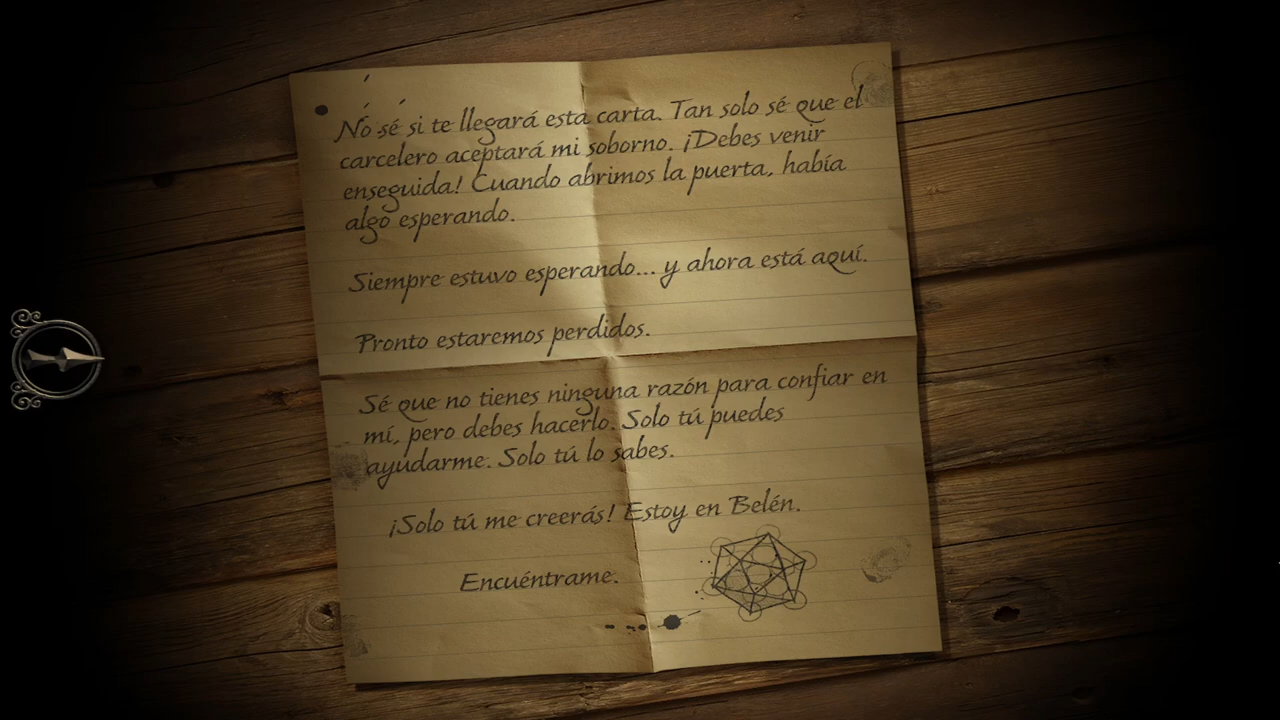 No sé si te llegará esta carta. Tan solo sé que el
carcelero aceptará mi soborno. ¡Debes venir
enseguida! Cuando abrimos la puerta, había
algo esperando.
Siempre estuvo esperando... y ahora está aquí.
Pronto estaremos perdidos.
Sé que no tienes ninguna razón para confiar en
mí, pero debes hacerlo. Solo tú puedes
ayudarme. Solo tú lo sabes.
¡Solo tú me creerás! Estoy en Belén.
Encuéntrame.